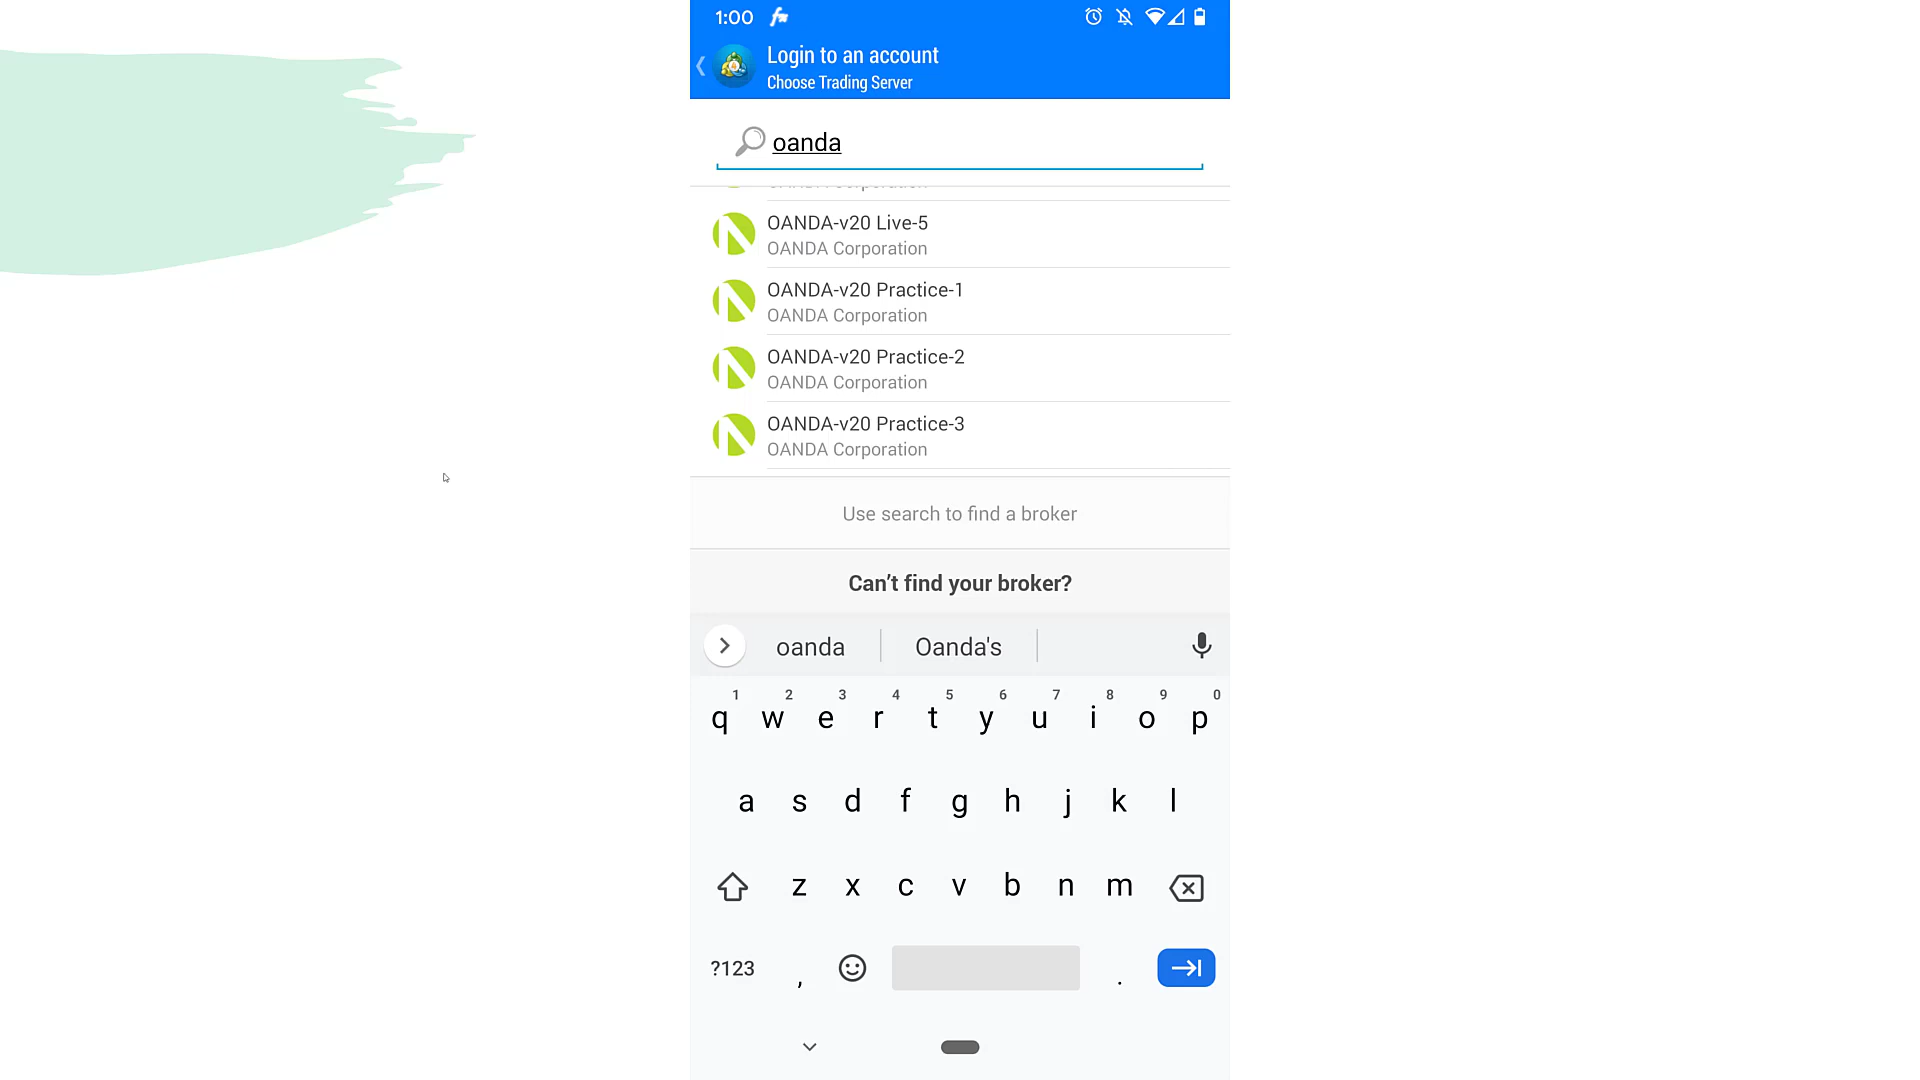 1:00
Login to an account
Choose Trading Server
oanda
OANDA-v20 Live-5
OANDA Corporation
OANDA-v20 Practice-1
OANDA Corporation
OANDA-v20 Practice-2
OANDA Corporation
OANDA-v20 Practice-3
OANDA Corporation
Use search to find a broker
Can’t find your broker?
oanda Oanda's
1 2 3 4 5 6 7 8 9 0
q w e r t y u i o p
a s d f g h j k l
z x c v b n m
?123 , .